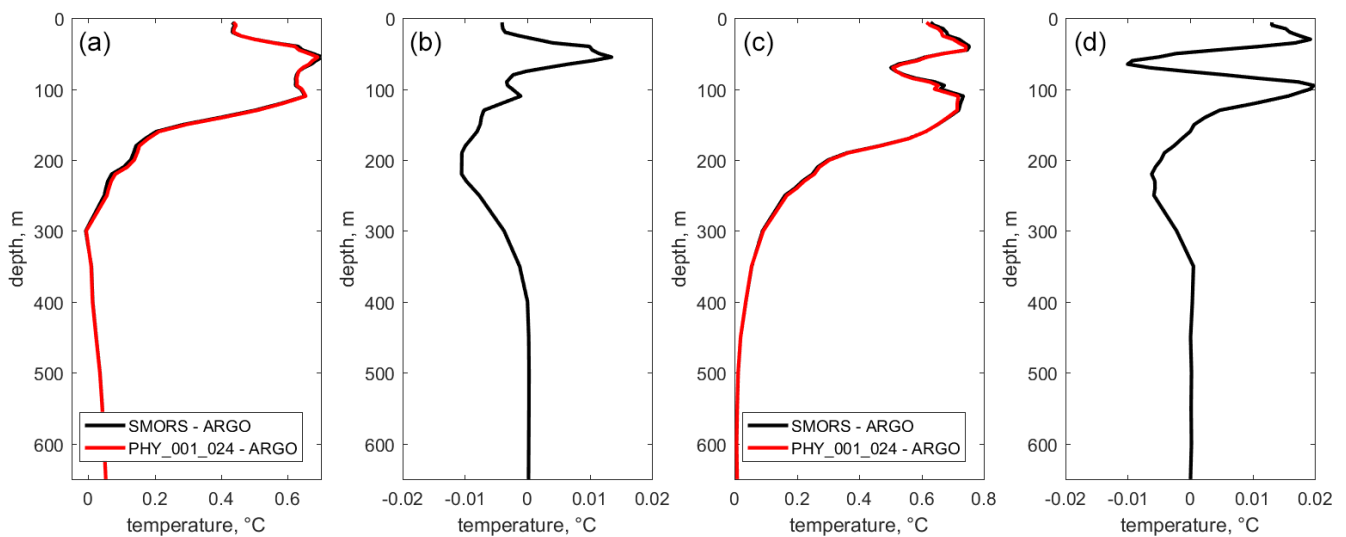 (a)
0
100
200
300
400
500
600
depth, m
SMORS - ARGO
PHY_001_024 - ARGO
0 0.2 0.4 0.6
temperature, °C
(b)
0
100
200
300
400
500
600
depth, m
-0.02 -0.01 0 0.01 0.02
temperature, °C
(c)
0
100
200
300
400
500
600
depth, m
SMORS - ARGO
PHY_001_024 - ARGO
0 0.2 0.4 0.6 0.8
temperature, °C
(d)
0
100
200
300
400
500
600
depth, m
-0.02 -0.01 0 0.01 0.02
temperature, °C